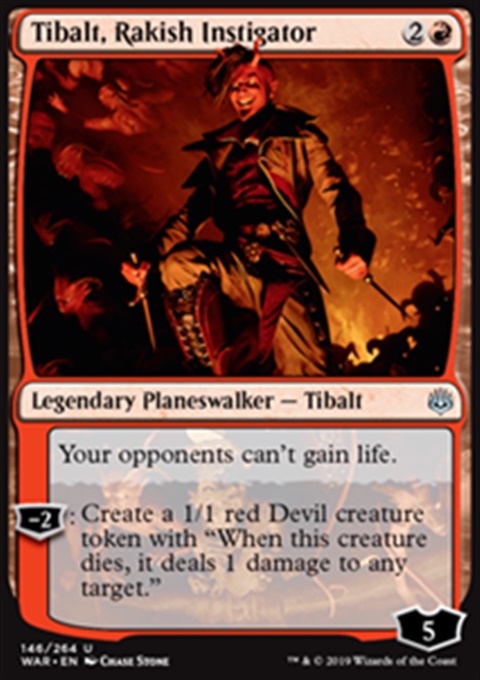 Tibalt, Rakish Instigator 2
Legendary Planeswalker — Tibalt
Your opponents can't gain life.
-2: Create a 1/1 red Devil creature
token with “When this creature
dies, it deals 1 damage to any
target.”
5
146/264 U
WAR • EN Chase Stone
™ & © 2019 Wizards of the Coast